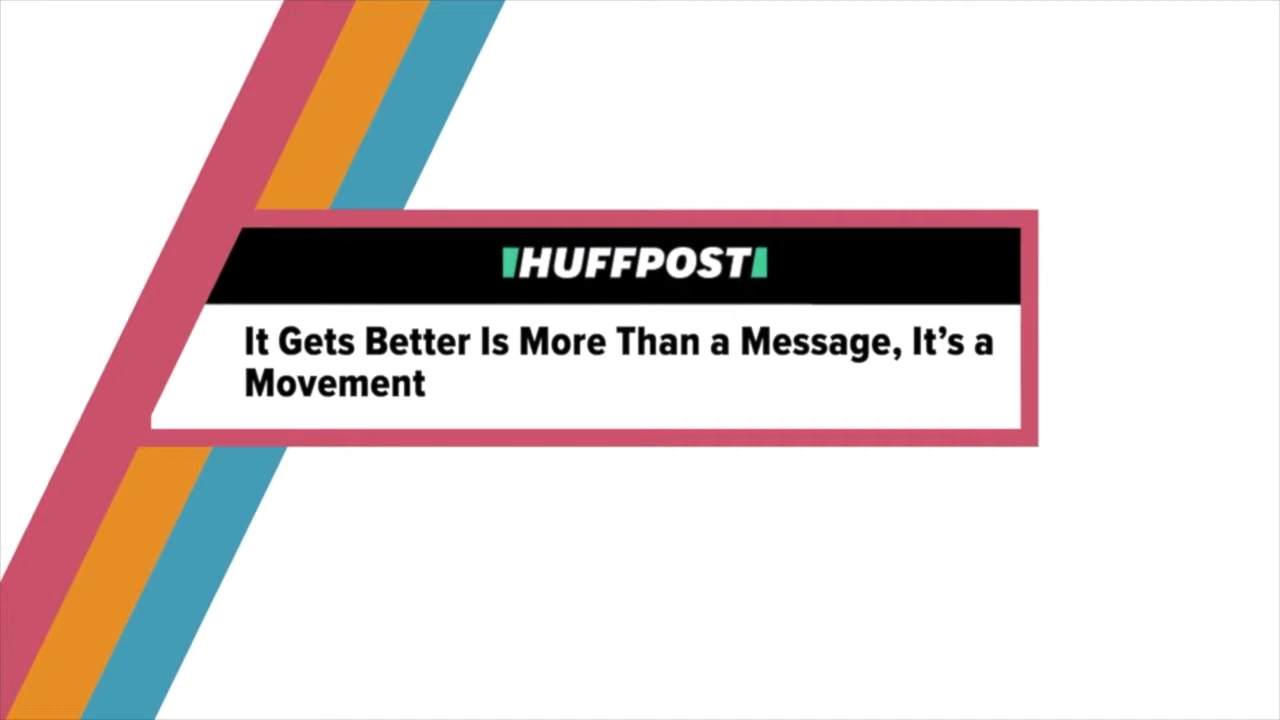 HUFFPOST
It Gets Better Is More Than a Message, It’s a
Movement